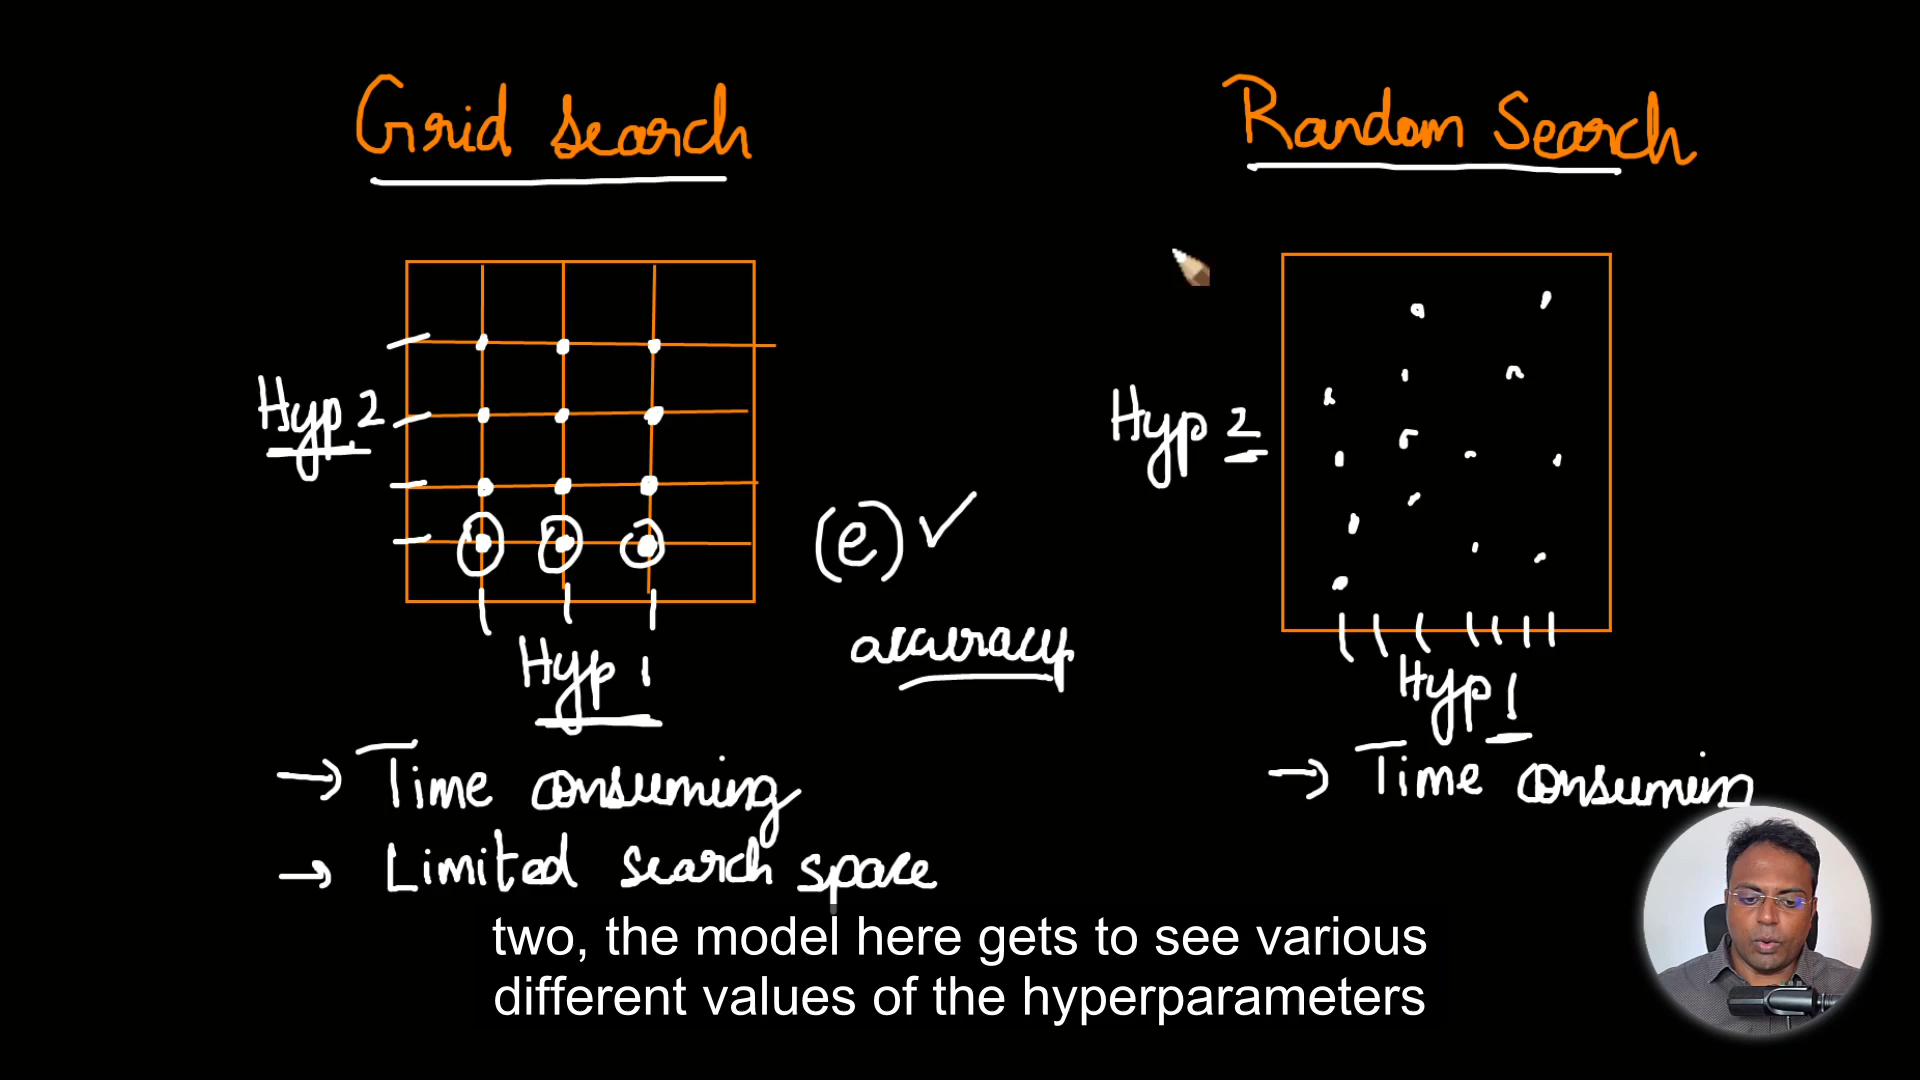 Grid Search
Random Search
Hyp 2
Hyp 2
(e) ✓
accuracy
Hyp 1
Hyp 1
→ Time consuming
→ Time consuming
→ Limited search space
two, the model here gets to see various
different values of the hyperparameters